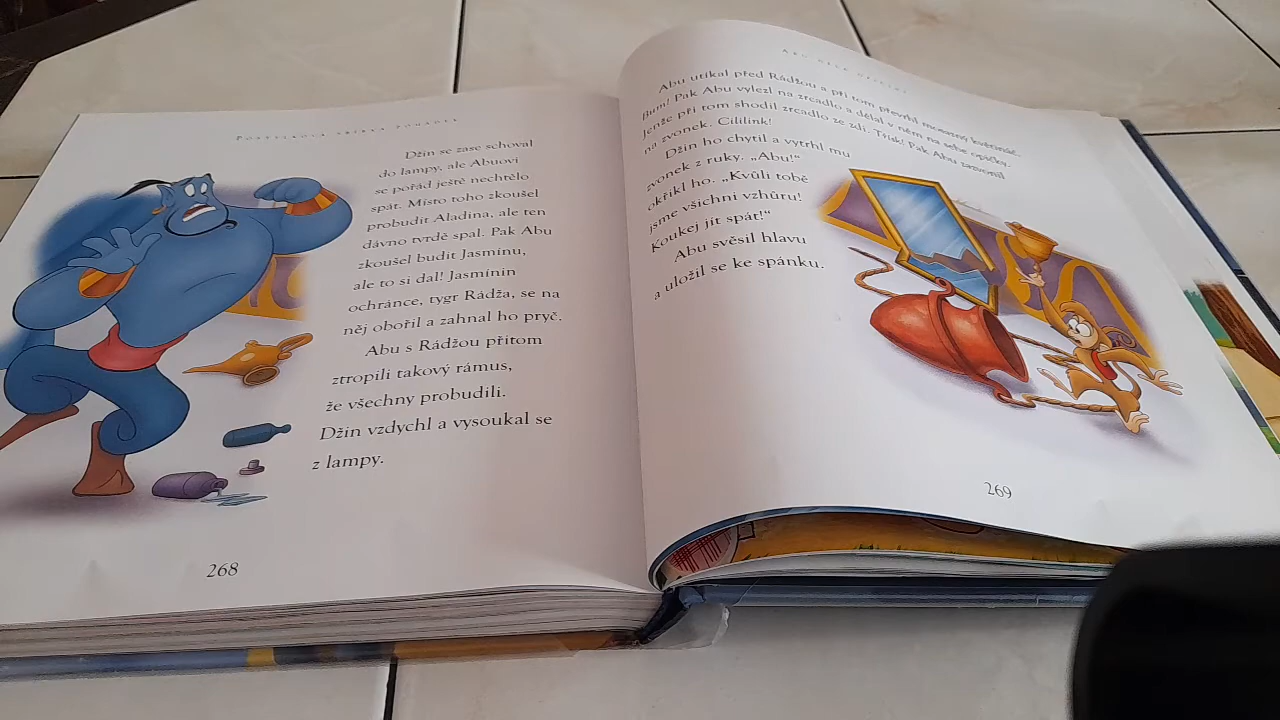 Džin se zase schoval
do lampy, ale Abuovi
se pořád ještě nechtělo
spát. Místo toho zkoušel
probudit Aladina, ale ten
dávno tvrdě spal. Pak Abu
zkoušel budit Jasmínu,
ale to si dal! Jasmínin
ochránce, tygr Rádža, se na
něj obořil a zahnal ho pryč.
Abu s Rádžou přitom
ztropili takový rámus,
že všechny probudili.
Džin vzdychl a vysoukal se
z lampy.
268
Abu utíkal před Rádžou a při tom převrhl mosazný květináč.
Bum! Pak Abu vylezl na zrcadlo a dělal v něm na sebe opičky.
Jenže při tom shodil zrcadlo ze zdi. Třísk! Pak Abu zazvonil
na zvonek. Cililink!
Džin ho chytil a vytrhl mu
zvonek z ruky. „Abu!“
okřikl ho. „Kvůli tobě
jsme všichni vzhůru!
Koukej jít spát!“
Abu svěsil hlavu
a uložil se ke spánku.
269